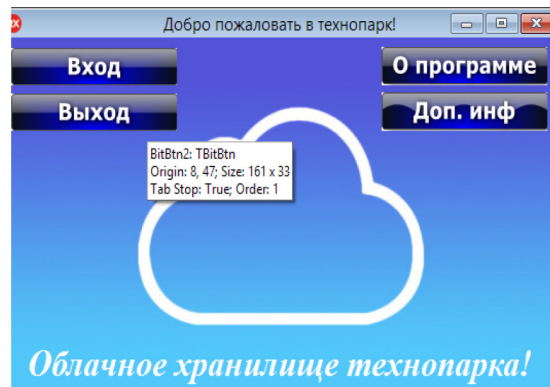 Добро пожаловать в технопарк!
Вход
О программе
Выход
Доп. инф
BitBtn2: TBitBtn
Origin: 8, 47; Size: 161 x 33
Tab Stop: True; Order: 1
Облачное хранилище технопарка!